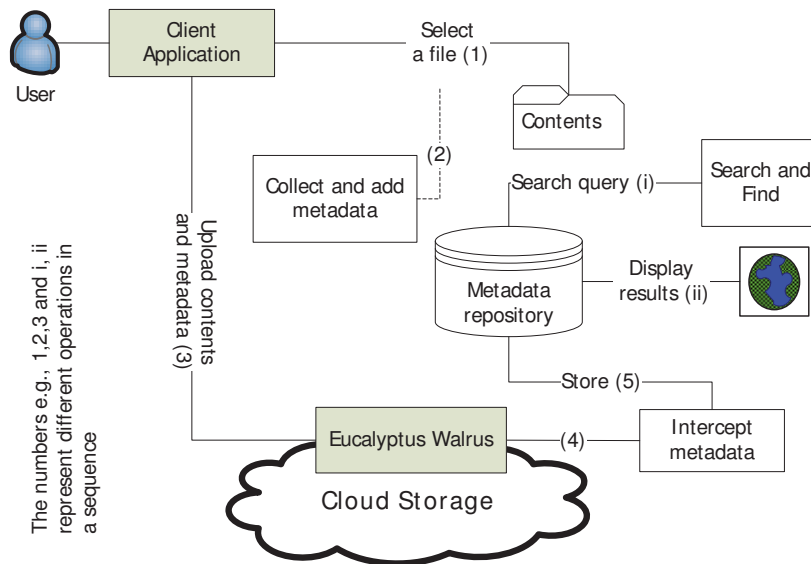 User
Client
Application
Select
a file (1)
Contents
(2)
Collect and add
metadata
Search query (i)
Search and
Find
Metadata
repository
Display
results (ii)
Upload contents
and metadata (3)
Store (5)
Eucalyptus Walrus
(4)
Intercept
metadata
Cloud Storage
The numbers e.g., 1,2,3 and i, ii
represent different operations in
a sequence